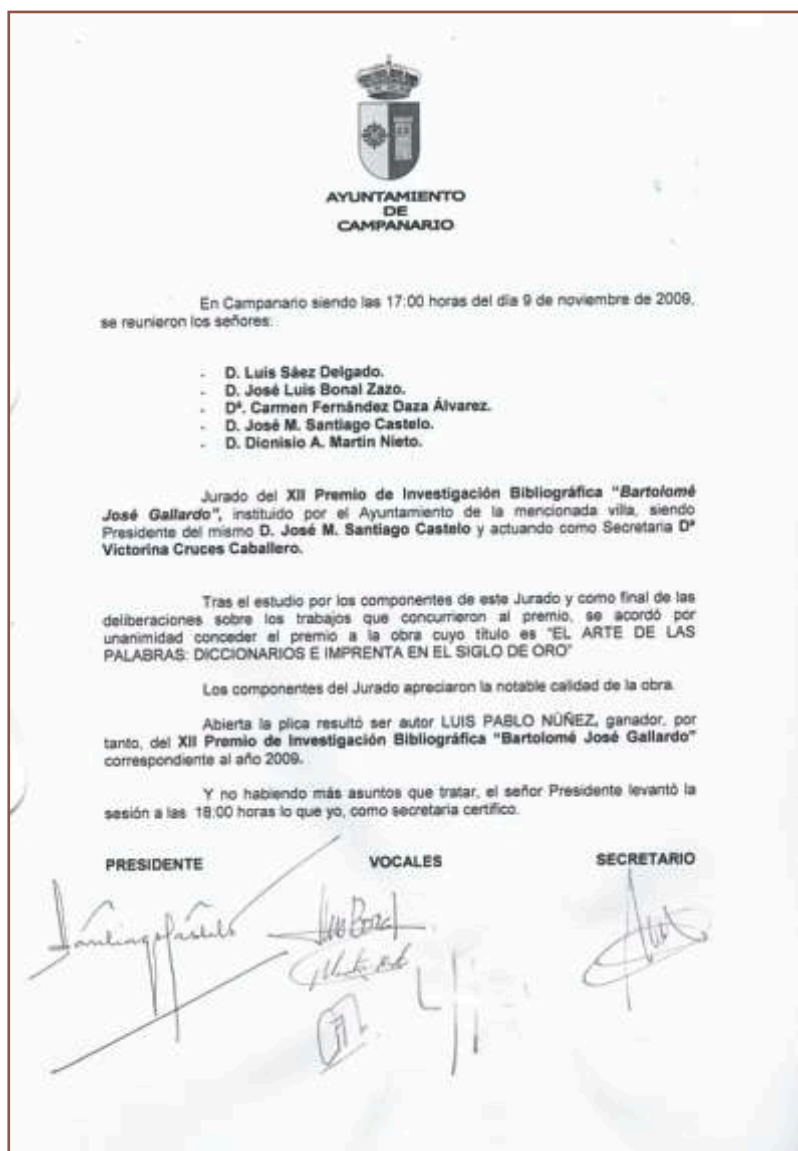 AYUNTAMIENTO
DE
CAMPANARIO
En Campanario siendo las 17:00 horas del día 9 de noviembre de 2009,
se reunieron los señores:
- D. Luis Sáez Delgado.
- D. José Luis Bonal Zazo.
- Dª. Carmen Fernández Daza Álvarez.
- D. José M. Santiago Castelo.
- D. Dionisio A. Martín Nieto.
Jurado del XII Premio de Investigación Bibliográfica "Bartolomé
José Gallardo", instituido por el Ayuntamiento de la mencionada villa, siendo
Presidente del mismo D. José M. Santiago Castelo y actuando como Secretaria Dª
Victorina Cruces Caballero.
Tras el estudio por los componentes de este Jurado y como final de las
deliberaciones sobre los trabajos que concurrieron al premio, se acordó por
unanimidad conceder el premio a la obra cuyo título es "EL ARTE DE LAS
PALABRAS: DICCIONARIOS E IMPRENTA EN EL SIGLO DE ORO"
Los componentes del Jurado apreciaron la notable calidad de la obra.
Abierta la plica resultó ser autor LUIS PABLO NÚÑEZ, ganador, por
tanto, del XII Premio de Investigación Bibliográfica "Bartolomé José Gallardo"
correspondiente al año 2009.
Y no habiendo más asuntos que tratar, el señor Presidente levantó la
sesión a las 18:00 horas lo que yo, como secretaria certifico.
PRESIDENTE VOCALES SECRETARIO